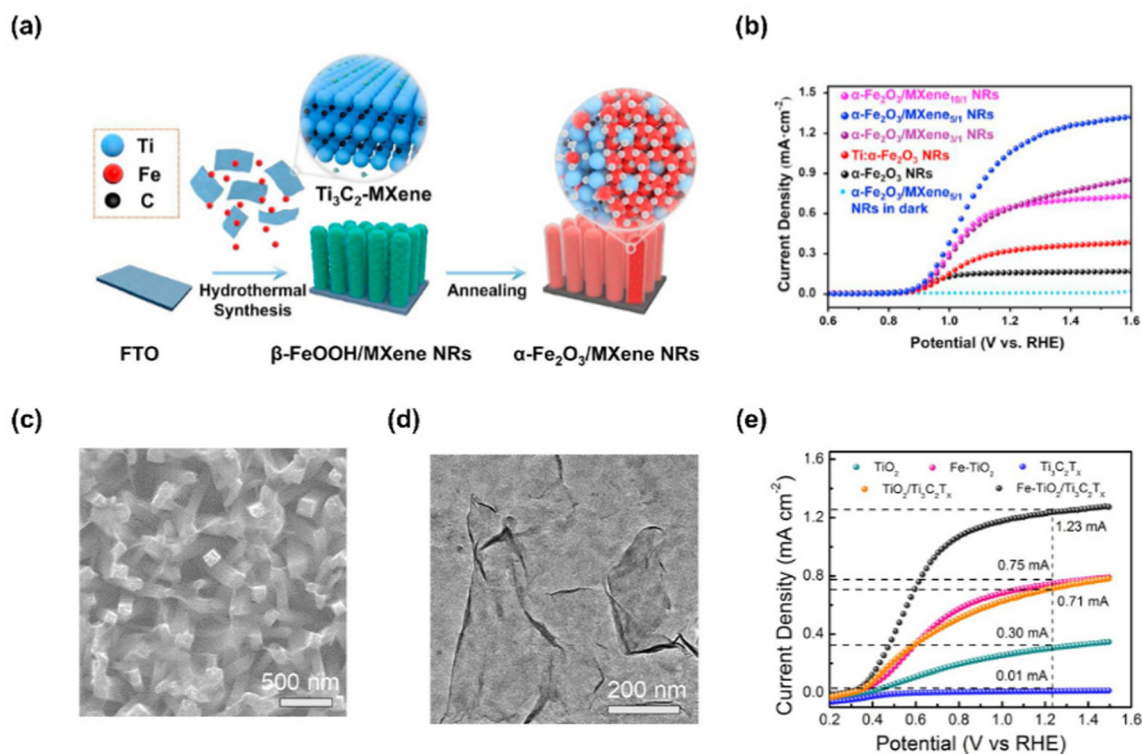 (a)
Ti
Fe
C
Ti₃C₂-MXene
Hydrothermal
Synthesis
Annealing
FTO
β-FeOOH/MXene NRs
α-Fe₂O₃/MXene NRs
(b)
Current Density (mA·cm⁻²)
1.5
1.2
0.9
0.6
0.3
0.0
α-Fe₂O₃/MXene₁₀/₁ NRs
α-Fe₂O₃/MXene₅/₁ NRs
α-Fe₂O₃/MXene₃/₁ NRs
Ti:α-Fe₂O₃ NRs
α-Fe₂O₃ NRs
α-Fe₂O₃/MXene₅/₁
NRs in dark
0.6 0.8 1.0 1.2 1.4 1.6
Potential (V vs. RHE)
(c)
500 nm
(d)
200 nm
(e)
Current Density (mA cm⁻²)
1.6
1.2
0.8
0.4
0.0
TiO₂ Fe-TiO₂ Ti₃C₂Tₓ
TiO₂/Ti₃C₂Tₓ Fe-TiO₂/Ti₃C₂Tₓ
1.23 mA
0.75 mA
0.71 mA
0.30 mA
0.01 mA
0.2 0.4 0.6 0.8 1.0 1.2 1.4 1.6
Potential (V vs RHE)